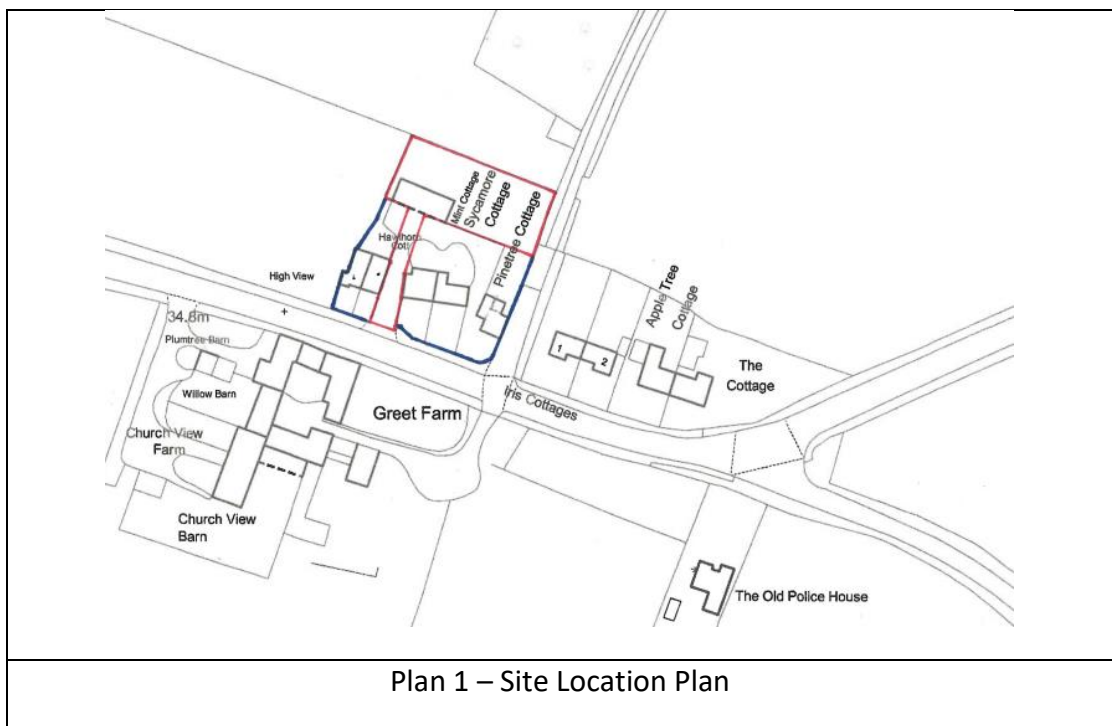 Mint Cottage
Sycamore
Cottage
Pinetree Cottage
Hawthorn
Cott
High View
34.8m
Plumtree Barn
Willow Barn
Church View
Farm
Church View
Barn
Greet Farm
Iris Cottages
1
2
Apple Tree
Cottage
The
Cottage
The Old Police House
Plan 1 – Site Location Plan